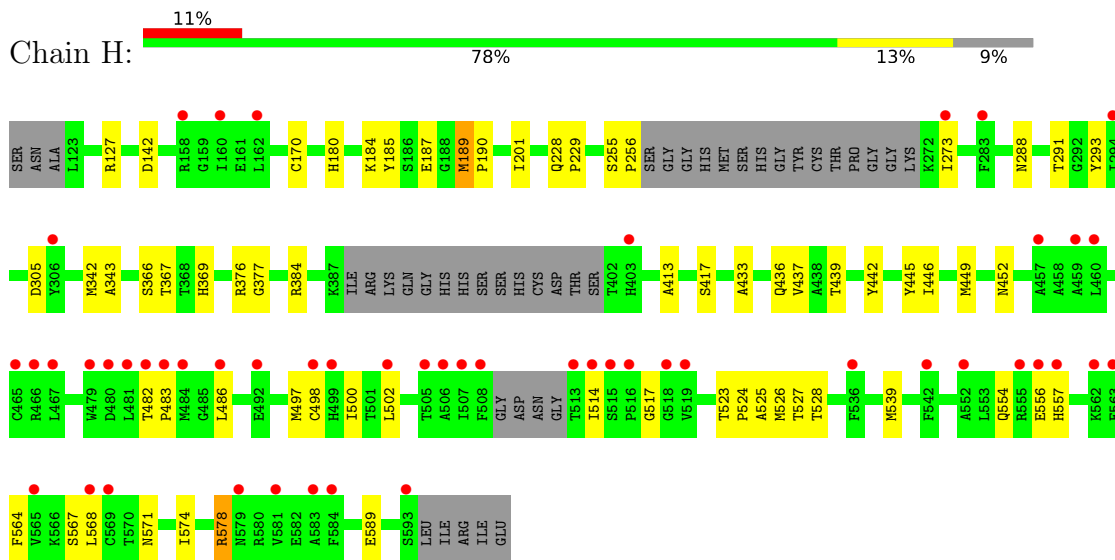 11%
Chain H:
78% 13% 9%
SER ASN ALA L123 R127 D142 R158 G159 I160 E161 L162 C170 H180 K184 Y185 S186 E187 G188 M189 P190 I201 Q228 P229 S255 P256 SER GLY GLY HIS MET SER HIS GLY TYR CYS THR PRO GLY GLY LYS K272 I273 F283 N288 T291 G292 Y293
D305 Y306 M342 A343 S366 T367 T368 H369 R376 G377 R384 K387 ILE ARG LYS GLN GLY HIS HIS SER SER HIS CYS ASP THR SER T402 H403 A413 S417 A433 Q436 V437 A438 T439 Y442 Y445 I446 M449 N452 A457 A458 A459 L460
C465 R466 L467 W479 D480 L481 T482 P483 M484 G485 L486 E492 M497 C498 H499 I500 T501 L502 T505 A506 I507 F508 GLY ASP ASN GLY T513 I514 S515 P516 G517 G518 V519 T523 P524 A525 M526 T527 T528 F536 M539 F542 A552 L553 Q554 R555 E556 H557 K562
F564 V565 K566 S567 L568 C569 T570 N571 I574 R578 N579 R580 V581 E582 A583 F584 E589 S593 LEU ILE ARG ILE GLU